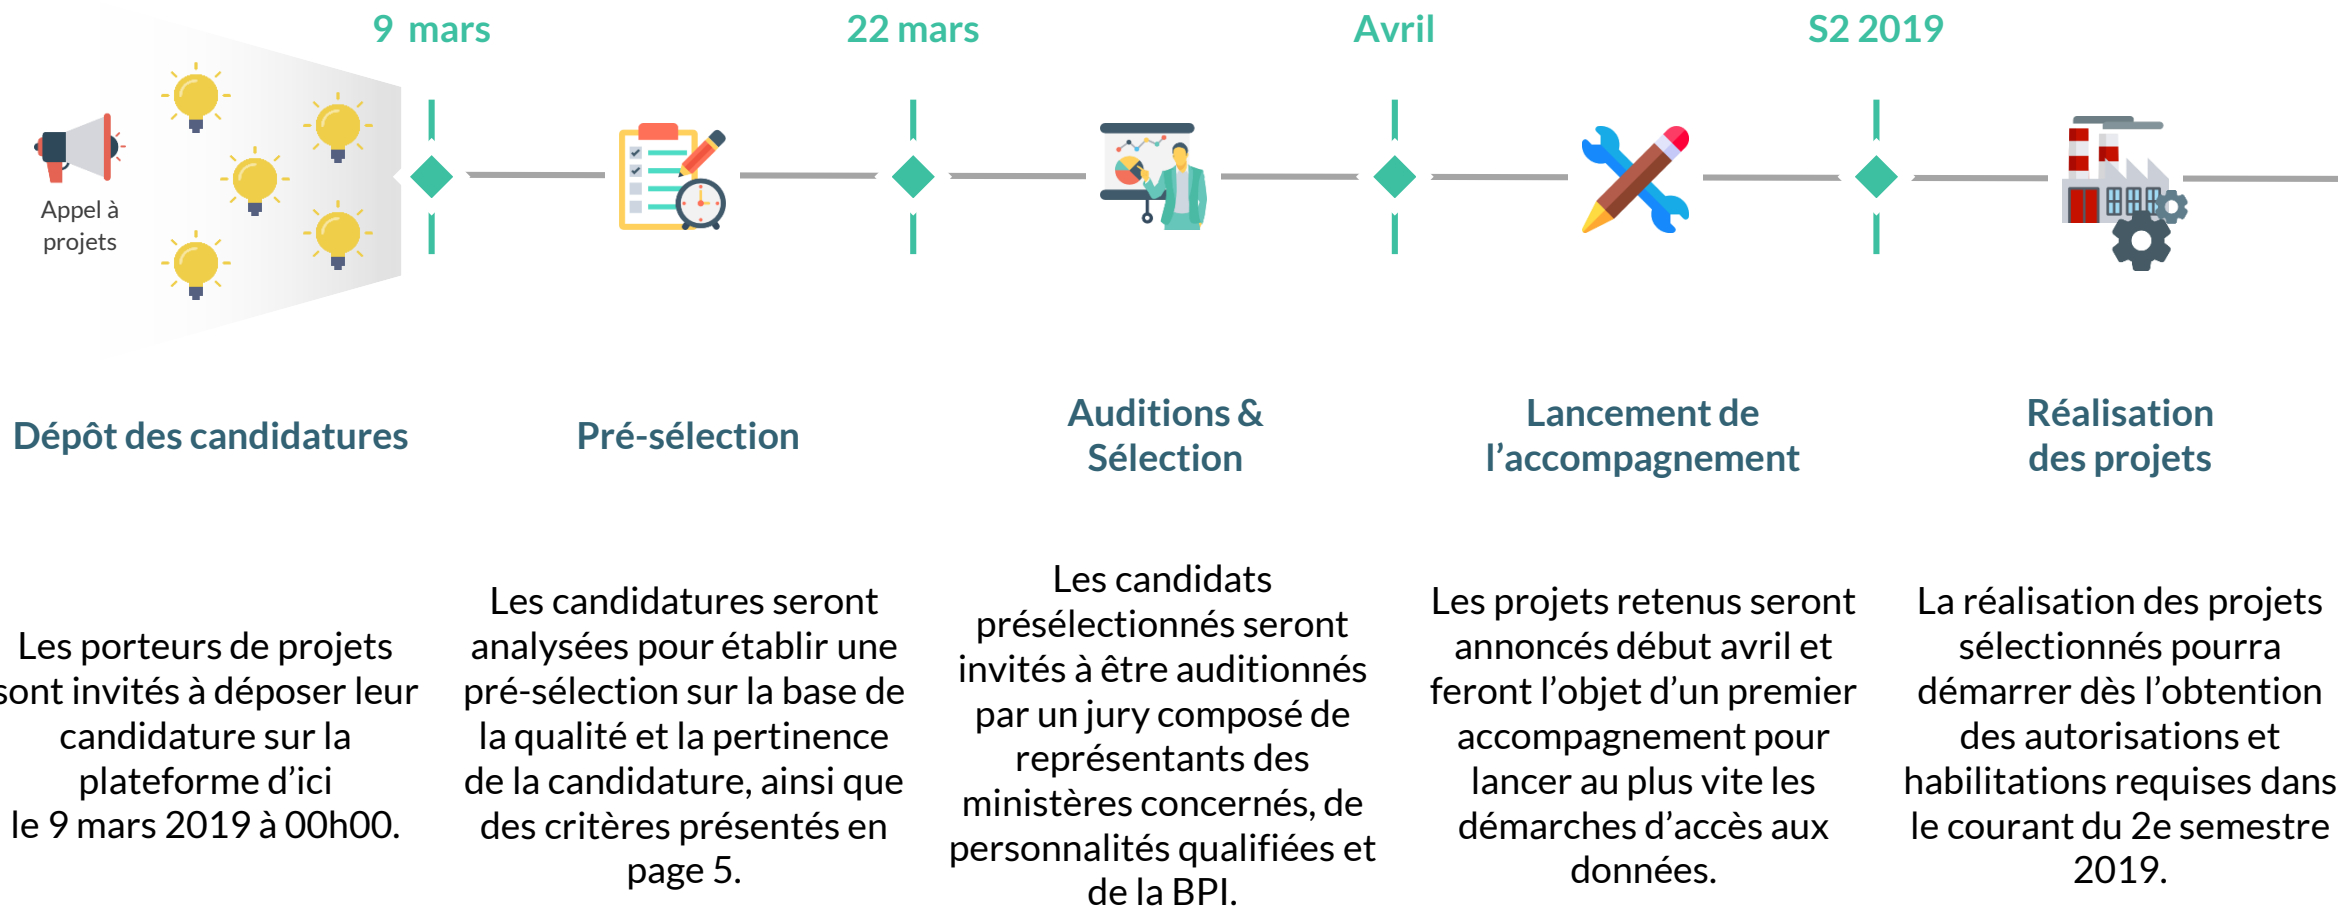 9 mars
22 mars
Avril
S2 2019
Appel à
projets
Dépôt des candidatures
Pré-sélection
Auditions &
Sélection
Lancement de
l’accompagnement
Réalisation
des projets
Les porteurs de projets
sont invités à déposer leur
candidature sur la
plateforme d’ici
le 9 mars 2019 à 00h00.
Les candidatures seront
analysées pour établir une
pré-sélection sur la base de
la qualité et la pertinence
de la candidature, ainsi que
des critères présentés en
page 5.
Les candidats
présélectionnés seront
invités à être auditionnés
par un jury composé de
représentants des
ministères concernés, de
personnalités qualifiées et
de la BPI.
Les projets retenus seront
annoncés début avril et
feront l’objet d’un premier
accompagnement pour
lancer au plus vite les
démarches d’accès aux
données.
La réalisation des projets
sélectionnés pourra
démarrer dès l’obtention
des autorisations et
habilitations requises dans
le courant du 2e semestre
2019.